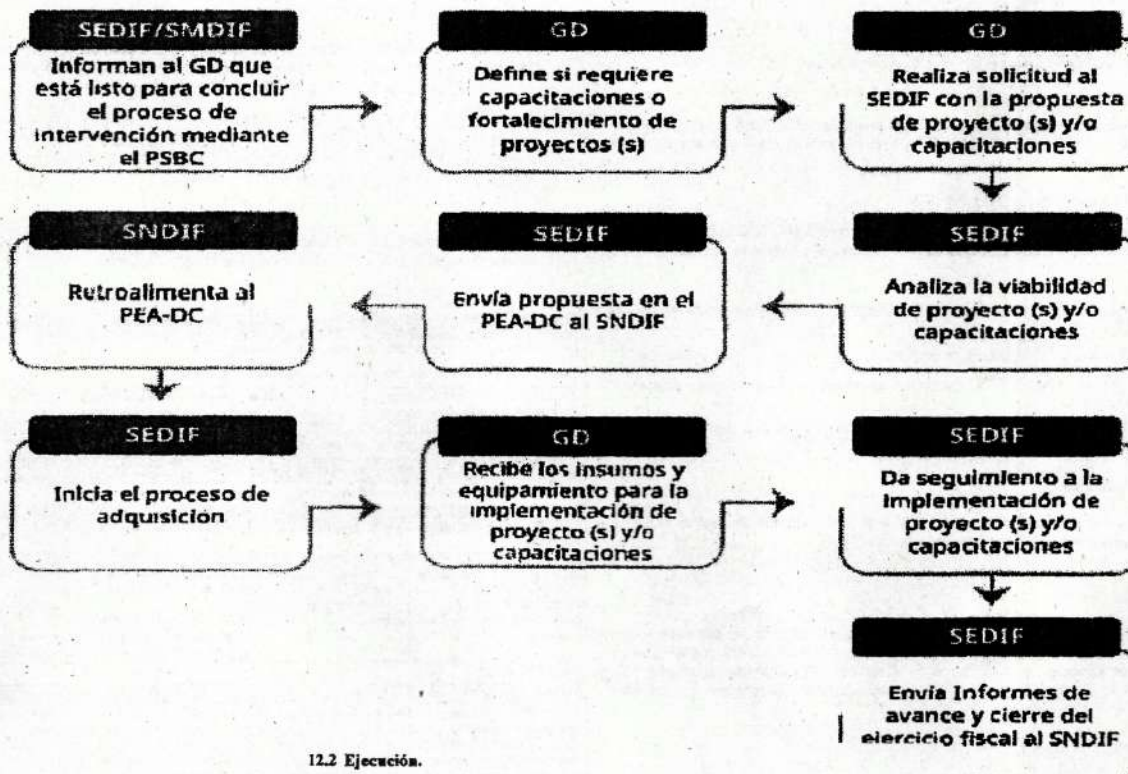 SEDIF/SMDIF
Informan al GD que
está listo para concluir
el proceso de
intervención mediante
el PSBC
GD
Define si requiere
capacitaciones o
fortalecimiento de
proyectos (s)
GD
Realiza solicitud al
SEDIF con la propuesta
de proyecto (s) y/o
capacitaciones
SEDIF
Analiza la viabilidad
de proyecto (s) y/o
capacitaciones
SEDIF
Envía propuesta en el
PEA-DC al SNDIF
SNDIF
Retroalimenta al
PEA-DC
SEDIF
Inicia el proceso de
adquisición
GD
Recibe los insumos y
equipamiento para la
implementación de
proyecto (s) y/o
capacitaciones
SEDIF
Da seguimiento a la
implementación de
proyecto (s) y/o
capacitaciones
SEDIF
Envía Informes de
avance y cierre del
ejercicio fiscal al SNDIF
12.2 Ejecución.